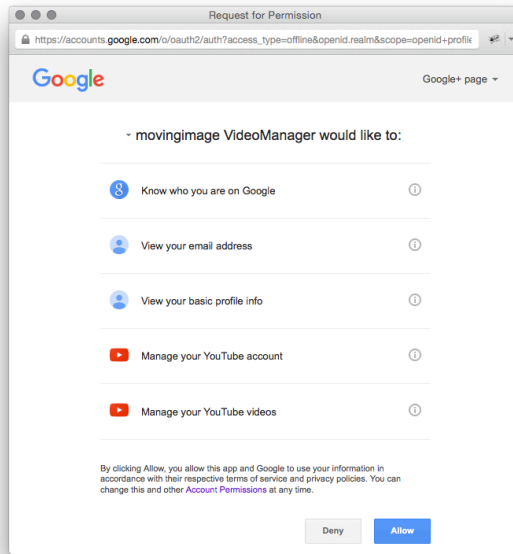 Request for Permission
https://accounts.google.com/o/oauth2/auth?access_type=offline&openid.realm&scope=openid+profile
Google
Google+ page
movingimage VideoManager would like to:
8
Know who you are on Google
View your email address
View your basic profile info
Manage your YouTube account
Manage your YouTube videos
By clicking Allow, you allow this app and Google to use your information in
accordance with their respective terms of service and privacy policies. You can
change this and other Account Permissions at any time.
Deny
Allow